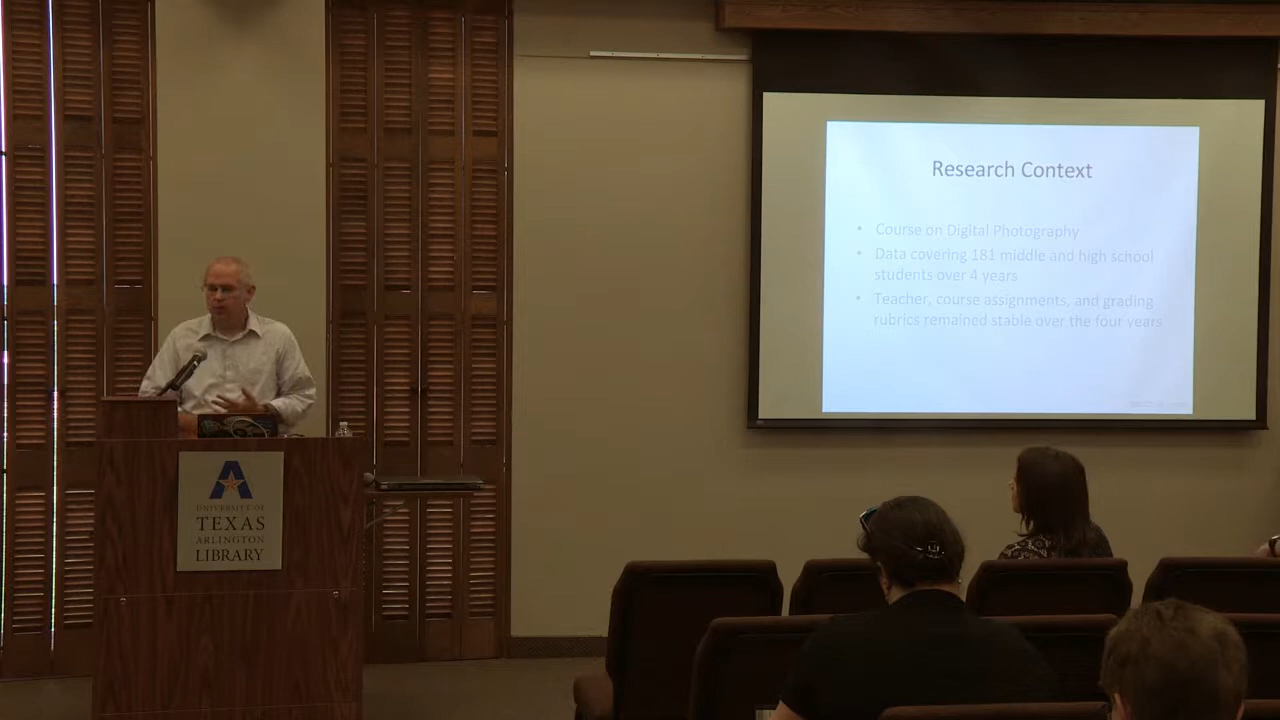 Research Context
• Course on Digital Photography
• Data covering 181 middle and high school
students over 4 years
• Teacher, course assignments, and grading
rubrics remained stable over the four years
UNIVERSITY OF
TEXAS
ARLINGTON
LIBRARY